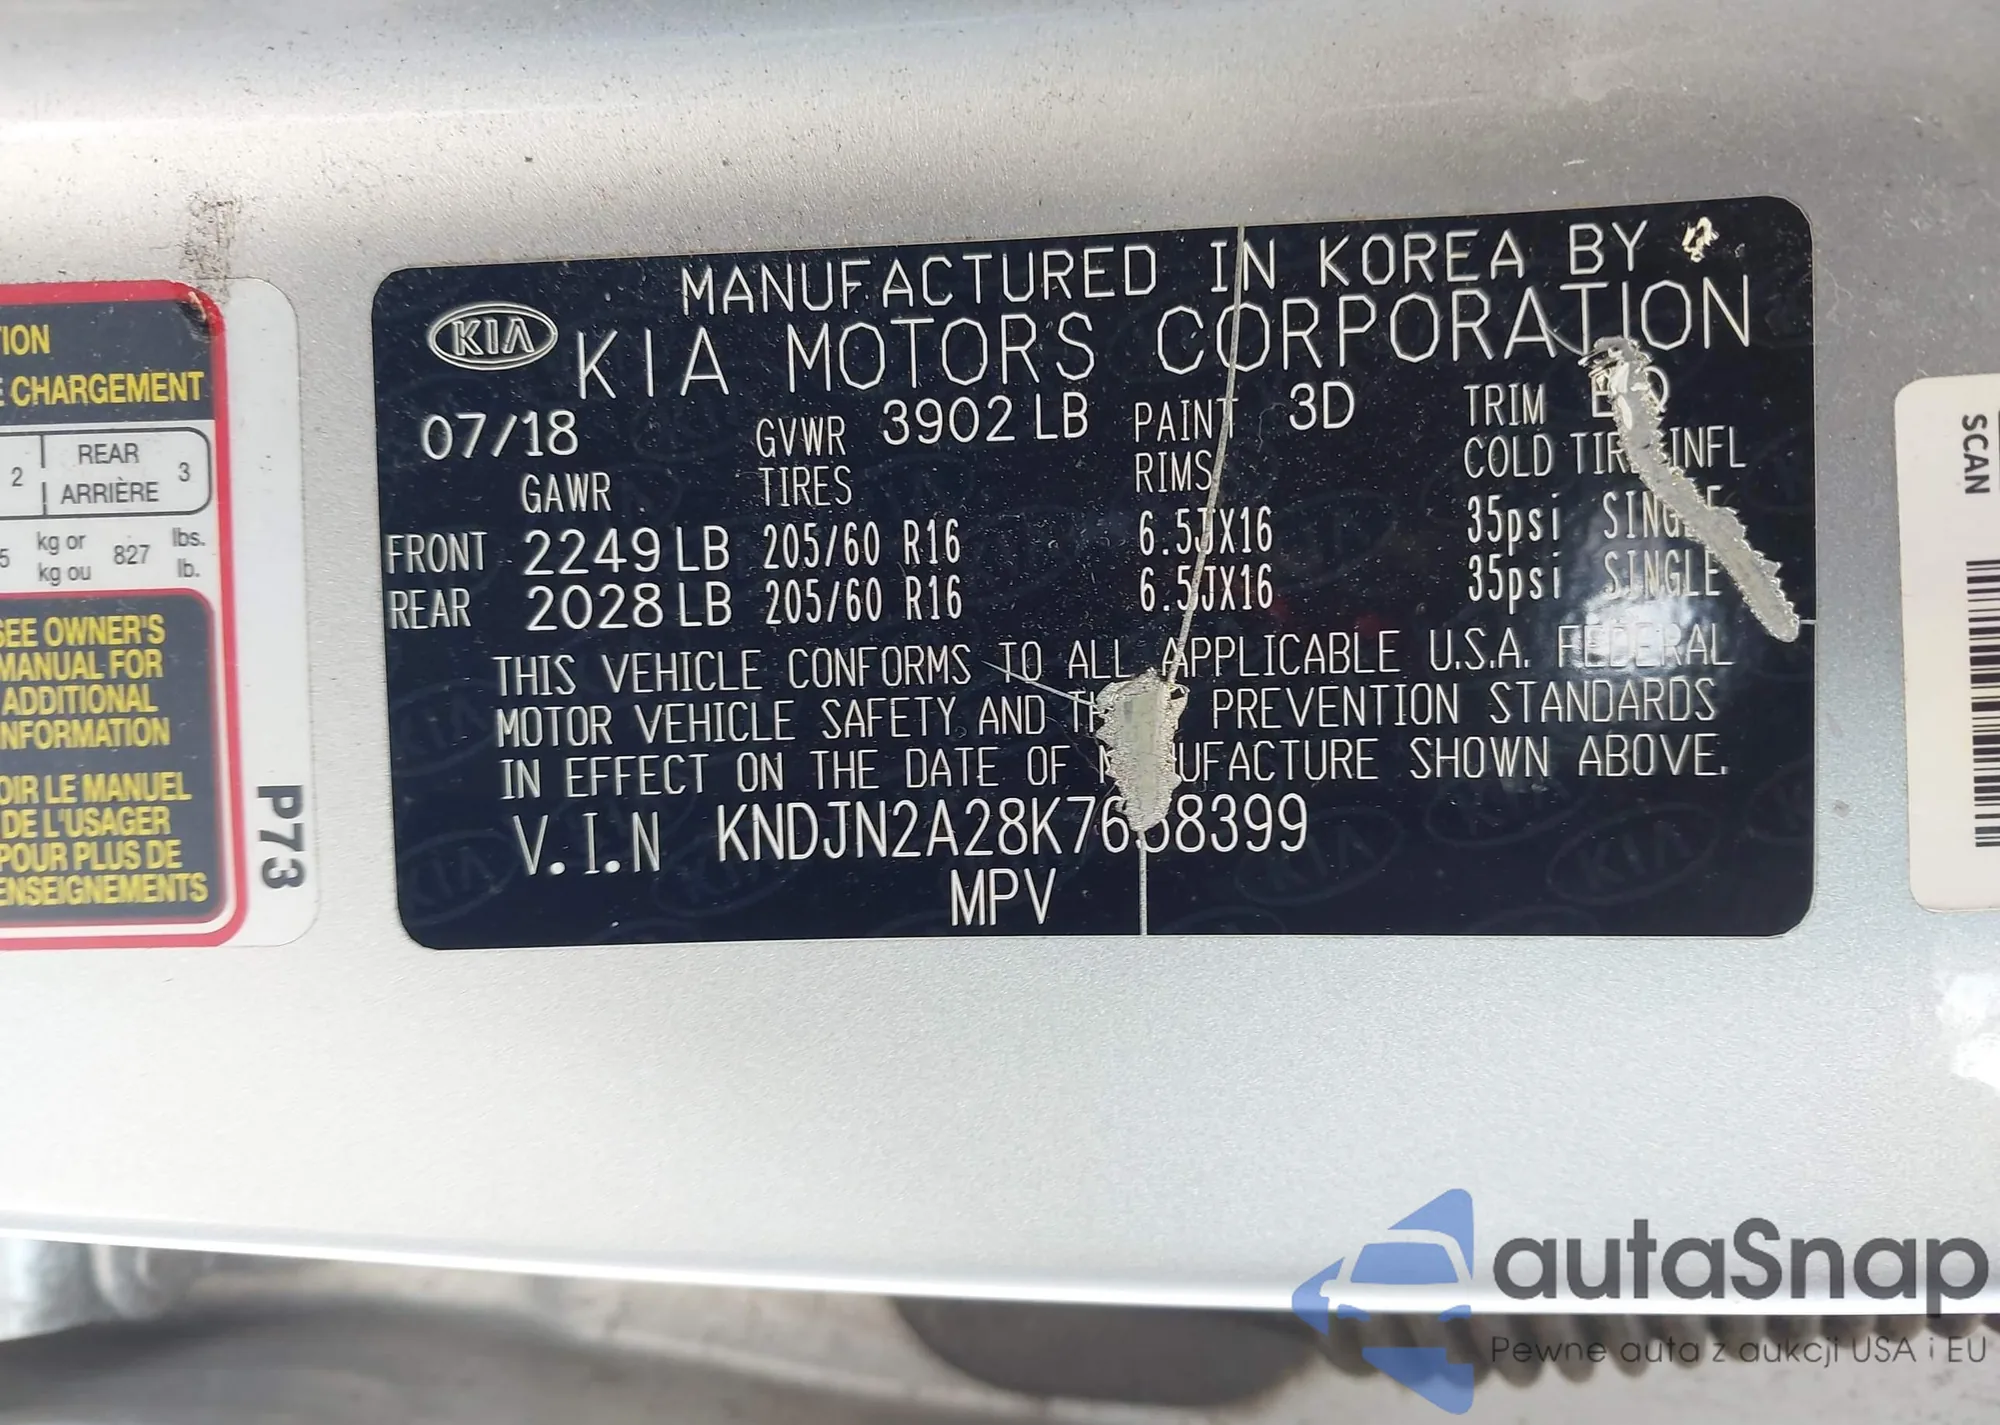 MANUFACTURED IN KOREA BY
KIA
KIA MOTORS CORPORATION
07/18 GVWR 3902 LB PAINT 3D TRIM
GAWR TIRES RIMS COLD TIRE INFL
FRONT 2249 LB 205/60 R16 6.5JX16 35psi SINGLE
REAR 2028 LB 205/60 R16 6.5JX16 35psi SINGLE
THIS VEHICLE CONFORMS TO ALL APPLICABLE U.S.A. FEDERAL
MOTOR VEHICLE SAFETY AND PREVENTION STANDARDS
IN EFFECT ON THE DATE OF SHOWN ABOVE.
V.I.N
MPV
CHARGEMENT
2 REAR 3
ARRIÈRE
kg or 827 lbs.
kg ou lb.
SEE OWNER'S
MANUAL FOR
ADDITIONAL
INFORMATION
LE MANUEL
DE L'USAGER
POUR PLUS DE
P73
SCAN
autaSnap
Pewne auta z aukcji USA i EU